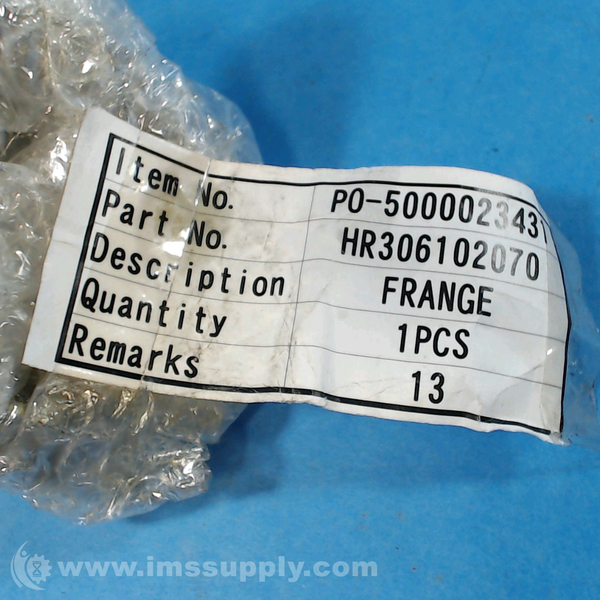 Item No. PO-5000023431
Part No. HR306102070
Description FRANGE
Quantity 1PCS
Remarks 13
www.imssupply.com